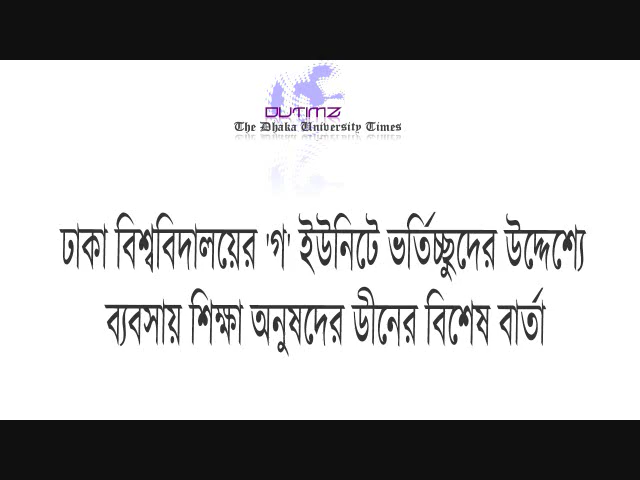 DUTIMZ
The Dhaka University Times
ঢাকা বিশ্ববিদালয়ের 'গ' ইউনিটে ভর্তিচ্ছুদের উদ্দেশ্যে
ব্যবসায় শিক্ষা অনুষদের ডীনের বিশেষ বার্তা